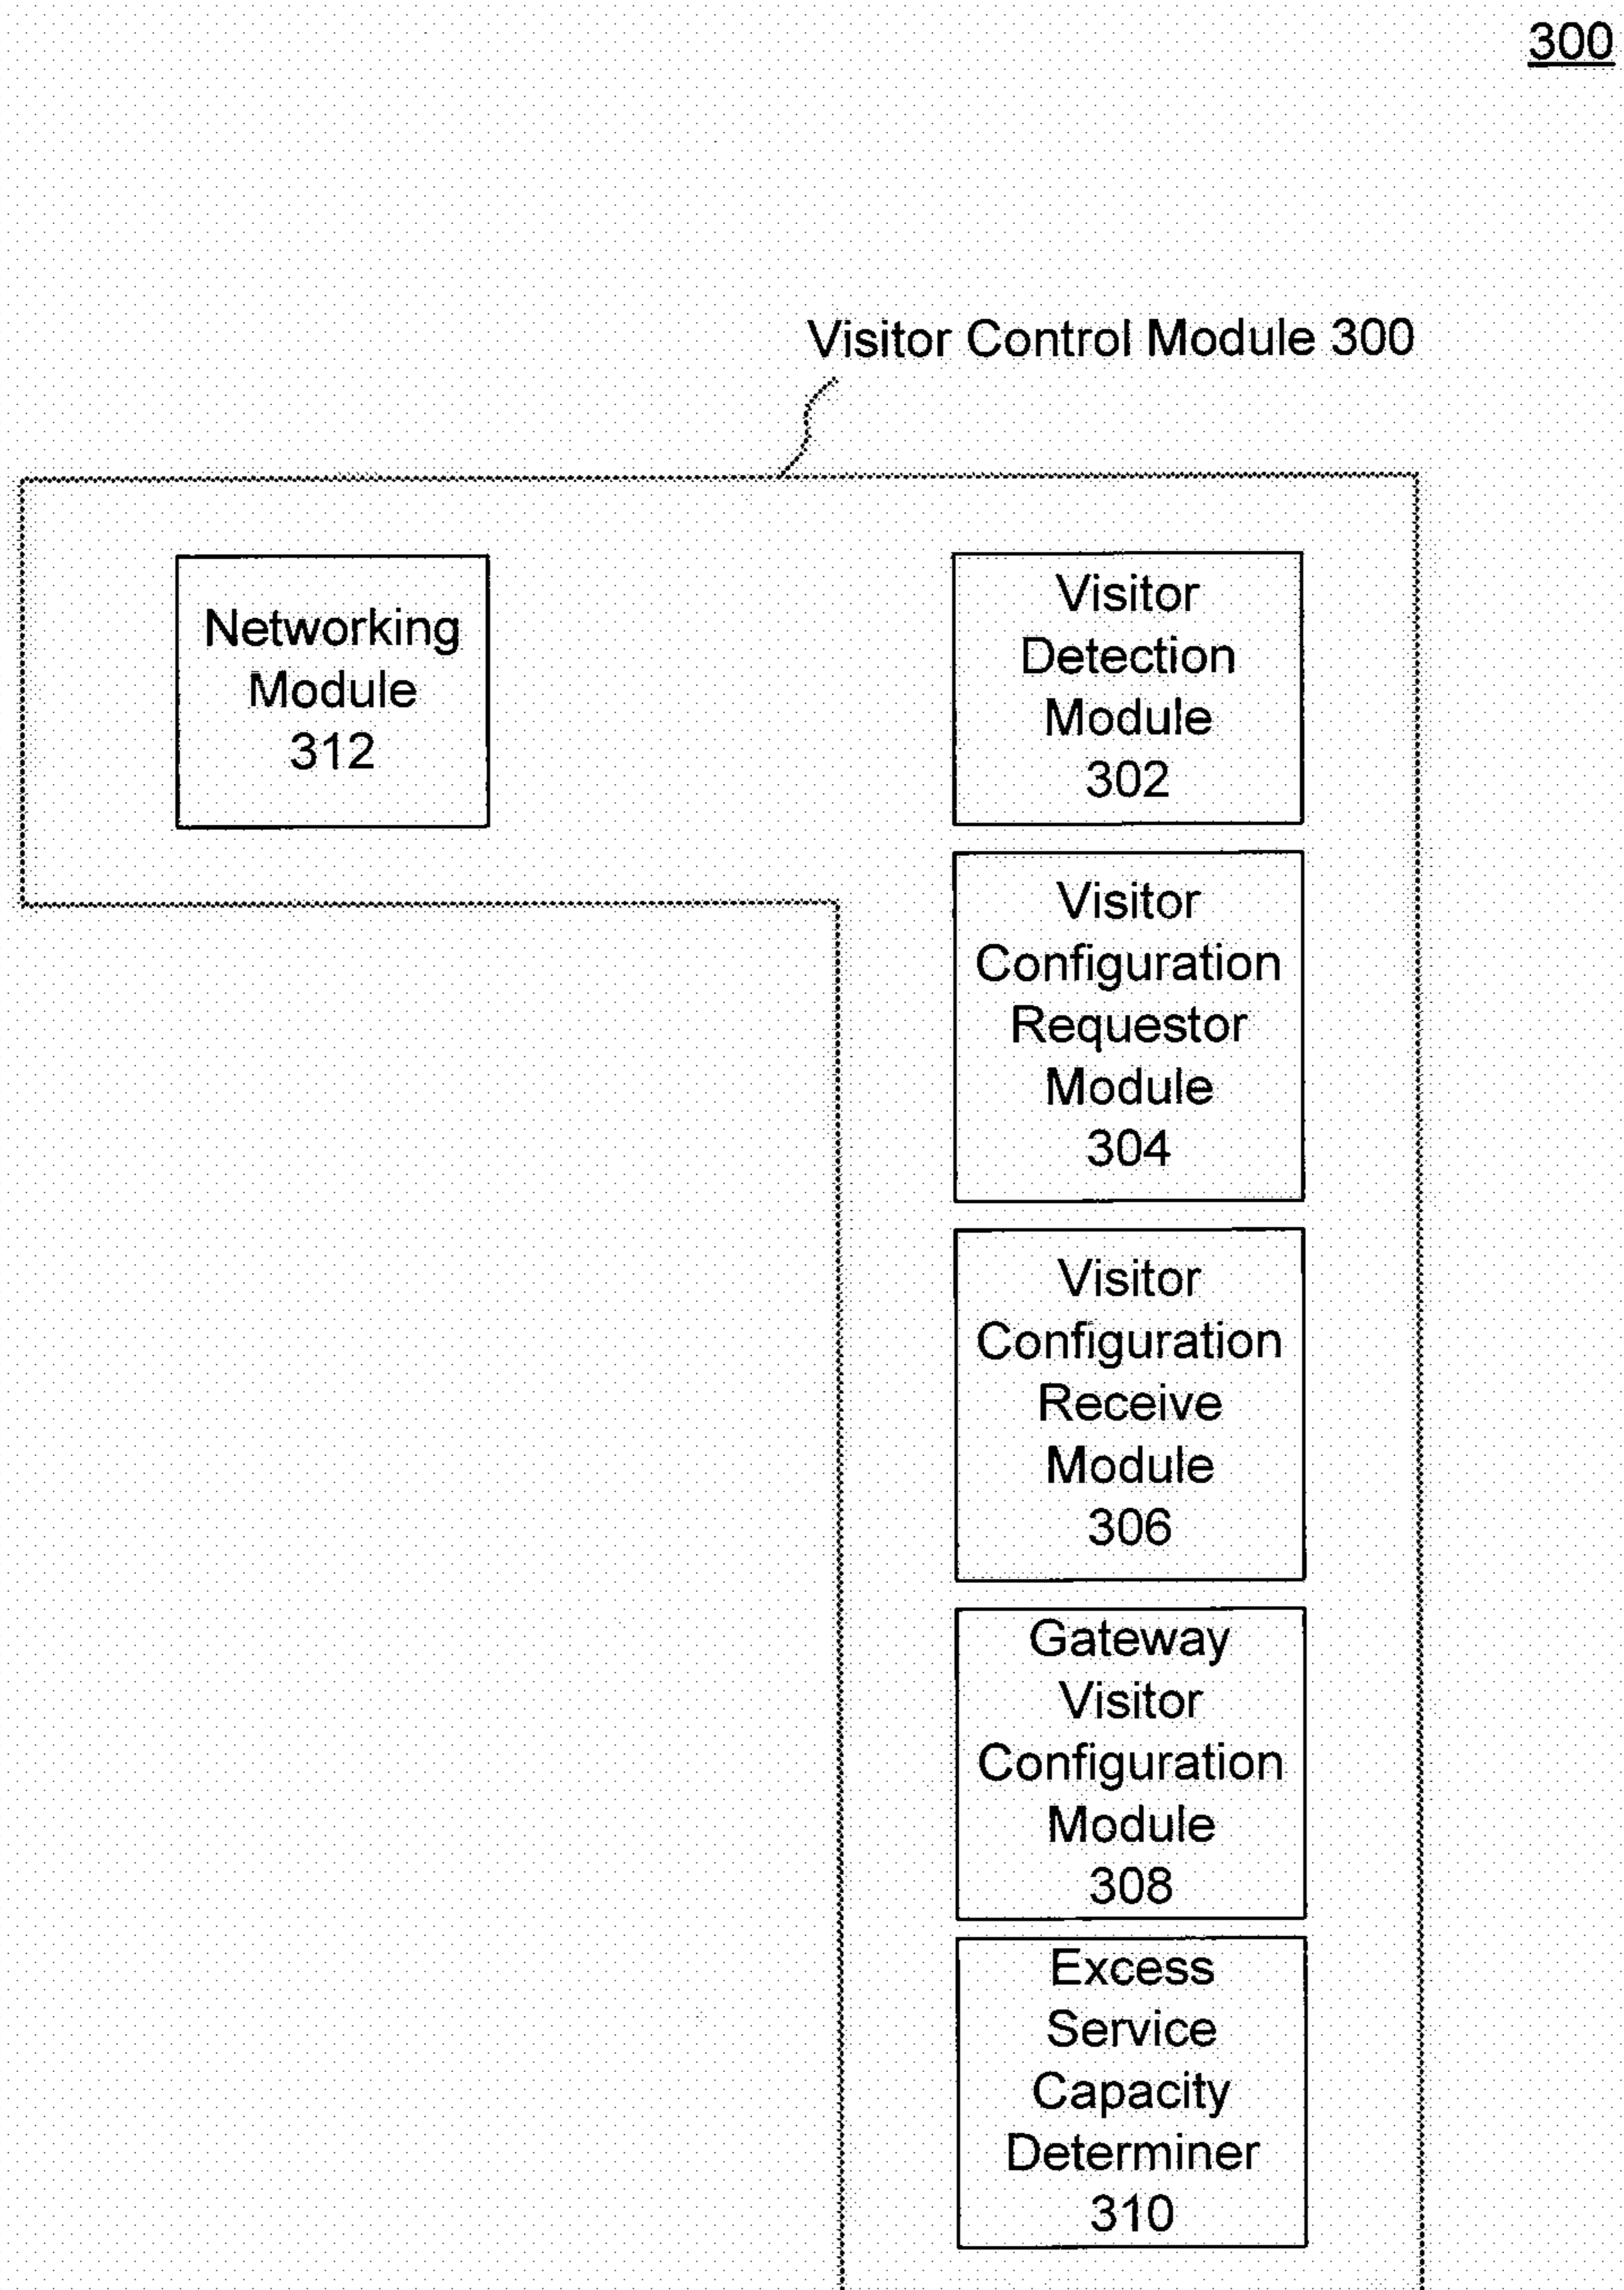 300
Visitor Control Module 300
Networking
Module
312
Visitor
Detection
Module
302
Visitor
Configuration
Requestor
Module
304
Visitor
Configuration
Receive
Module
306
Gateway
Visitor
Configuration
Module
308
Excess
Service
Capacity
Determiner
310